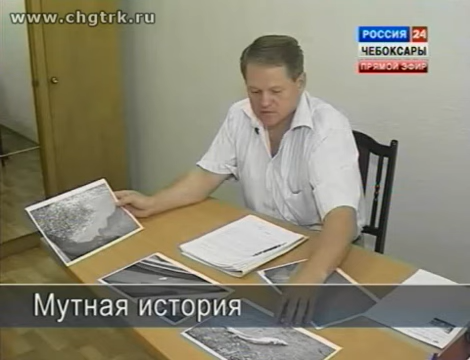 www.chgtrk.ru
РОССИЯ 24
ЧЕБОКСАРЫ
ПРЯМОЙ ЭФИР
Мутная история